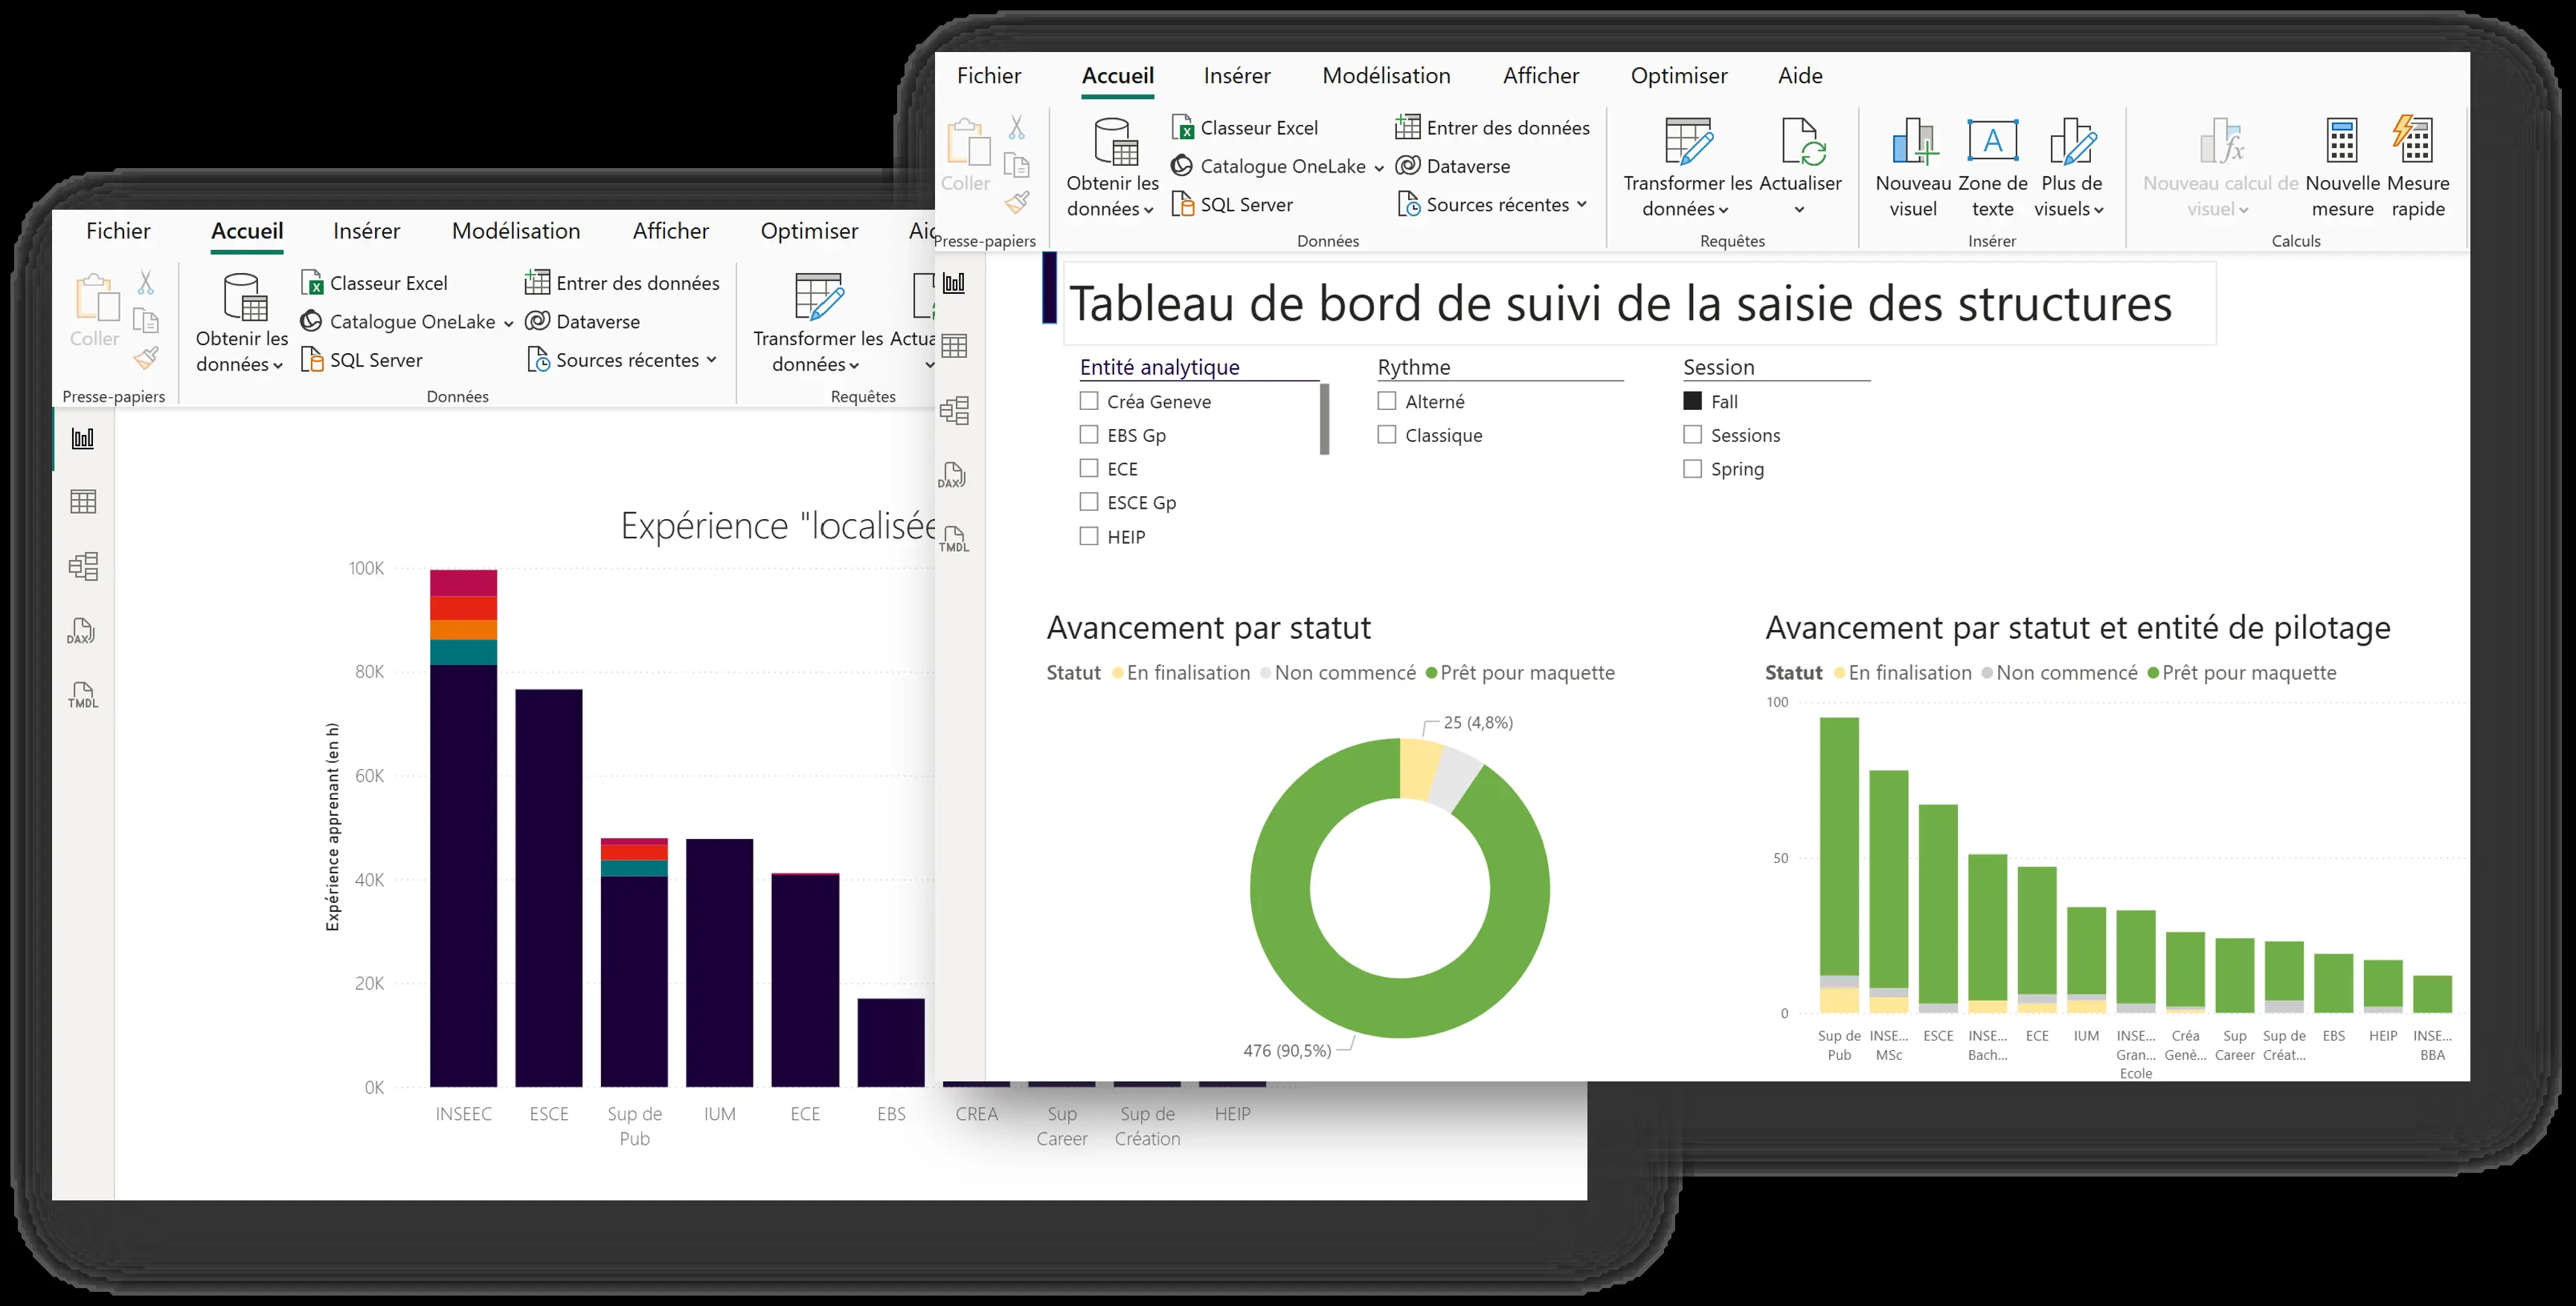 Fichier Accueil Insérer Modélisation Afficher Optimiser Aide
Coller
Presse-papiers
Obtenir les données
Classeur Excel
Catalogue OneLake
SQL Server
Entrer des données
Dataverse
Sources récentes
Données
Transformer les données
Actualiser
Requêtes
Nouveau visuel
Zone de texte
Plus de visuels
Insérer
Nouveau calcul de visuel
Nouvelle mesure
Mesure rapide
Calculs
DAX
TMDL
Tableau de bord de suivi de la saisie des structures
Entité analytique
Créa Geneve
EBS Gp
ECE
ESCE Gp
HEIP
Rythme
Alterné
Classique
Session
Fall
Sessions
Spring
Avancement par statut
Statut En finalisation Non commencé Prêt pour maquette
25 (4,8%)
476 (90,5%)
Avancement par statut et entité de pilotage
Statut En finalisation Non commencé Prêt pour maquette
100
50
0
Sup de Pub
INSE... MSc
ESCE
INSE... Bach...
ECE
IUM
INSE... Gran... Ecole
Créa Genè...
Sup Career
Sup de Créat...
EBS
HEIP
INSE... BBA
Fichier Accueil Insérer Modélisation Afficher Optimiser
Coller
Presse-papiers
Obtenir les données
Classeur Excel
Catalogue OneLake
SQL Server
Entrer des données
Dataverse
Sources récentes
Données
Transformer les données
Actua
Requêtes
DAX
TMDL
Expérience "localisée
Expérience apprenant (en h)
100K
80K
60K
40K
20K
0K
INSEEC
ESCE
Sup de Pub
IUM
ECE
EBS
CREA
Sup Career
Sup de Création
HEIP